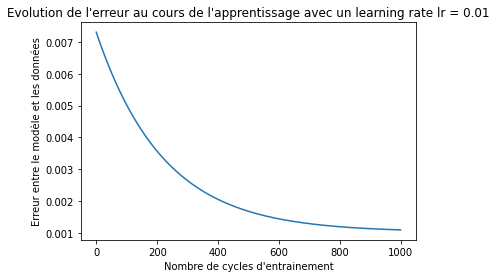 Evolution de l'erreur au cours de l'apprentissage avec un learning rate lr = 0.01
Erreur entre le modèle et les données
0.007
0.006
0.005
0.004
0.003
0.002
0.001
0 200 400 600 800 1000
Nombre de cycles d'entrainement